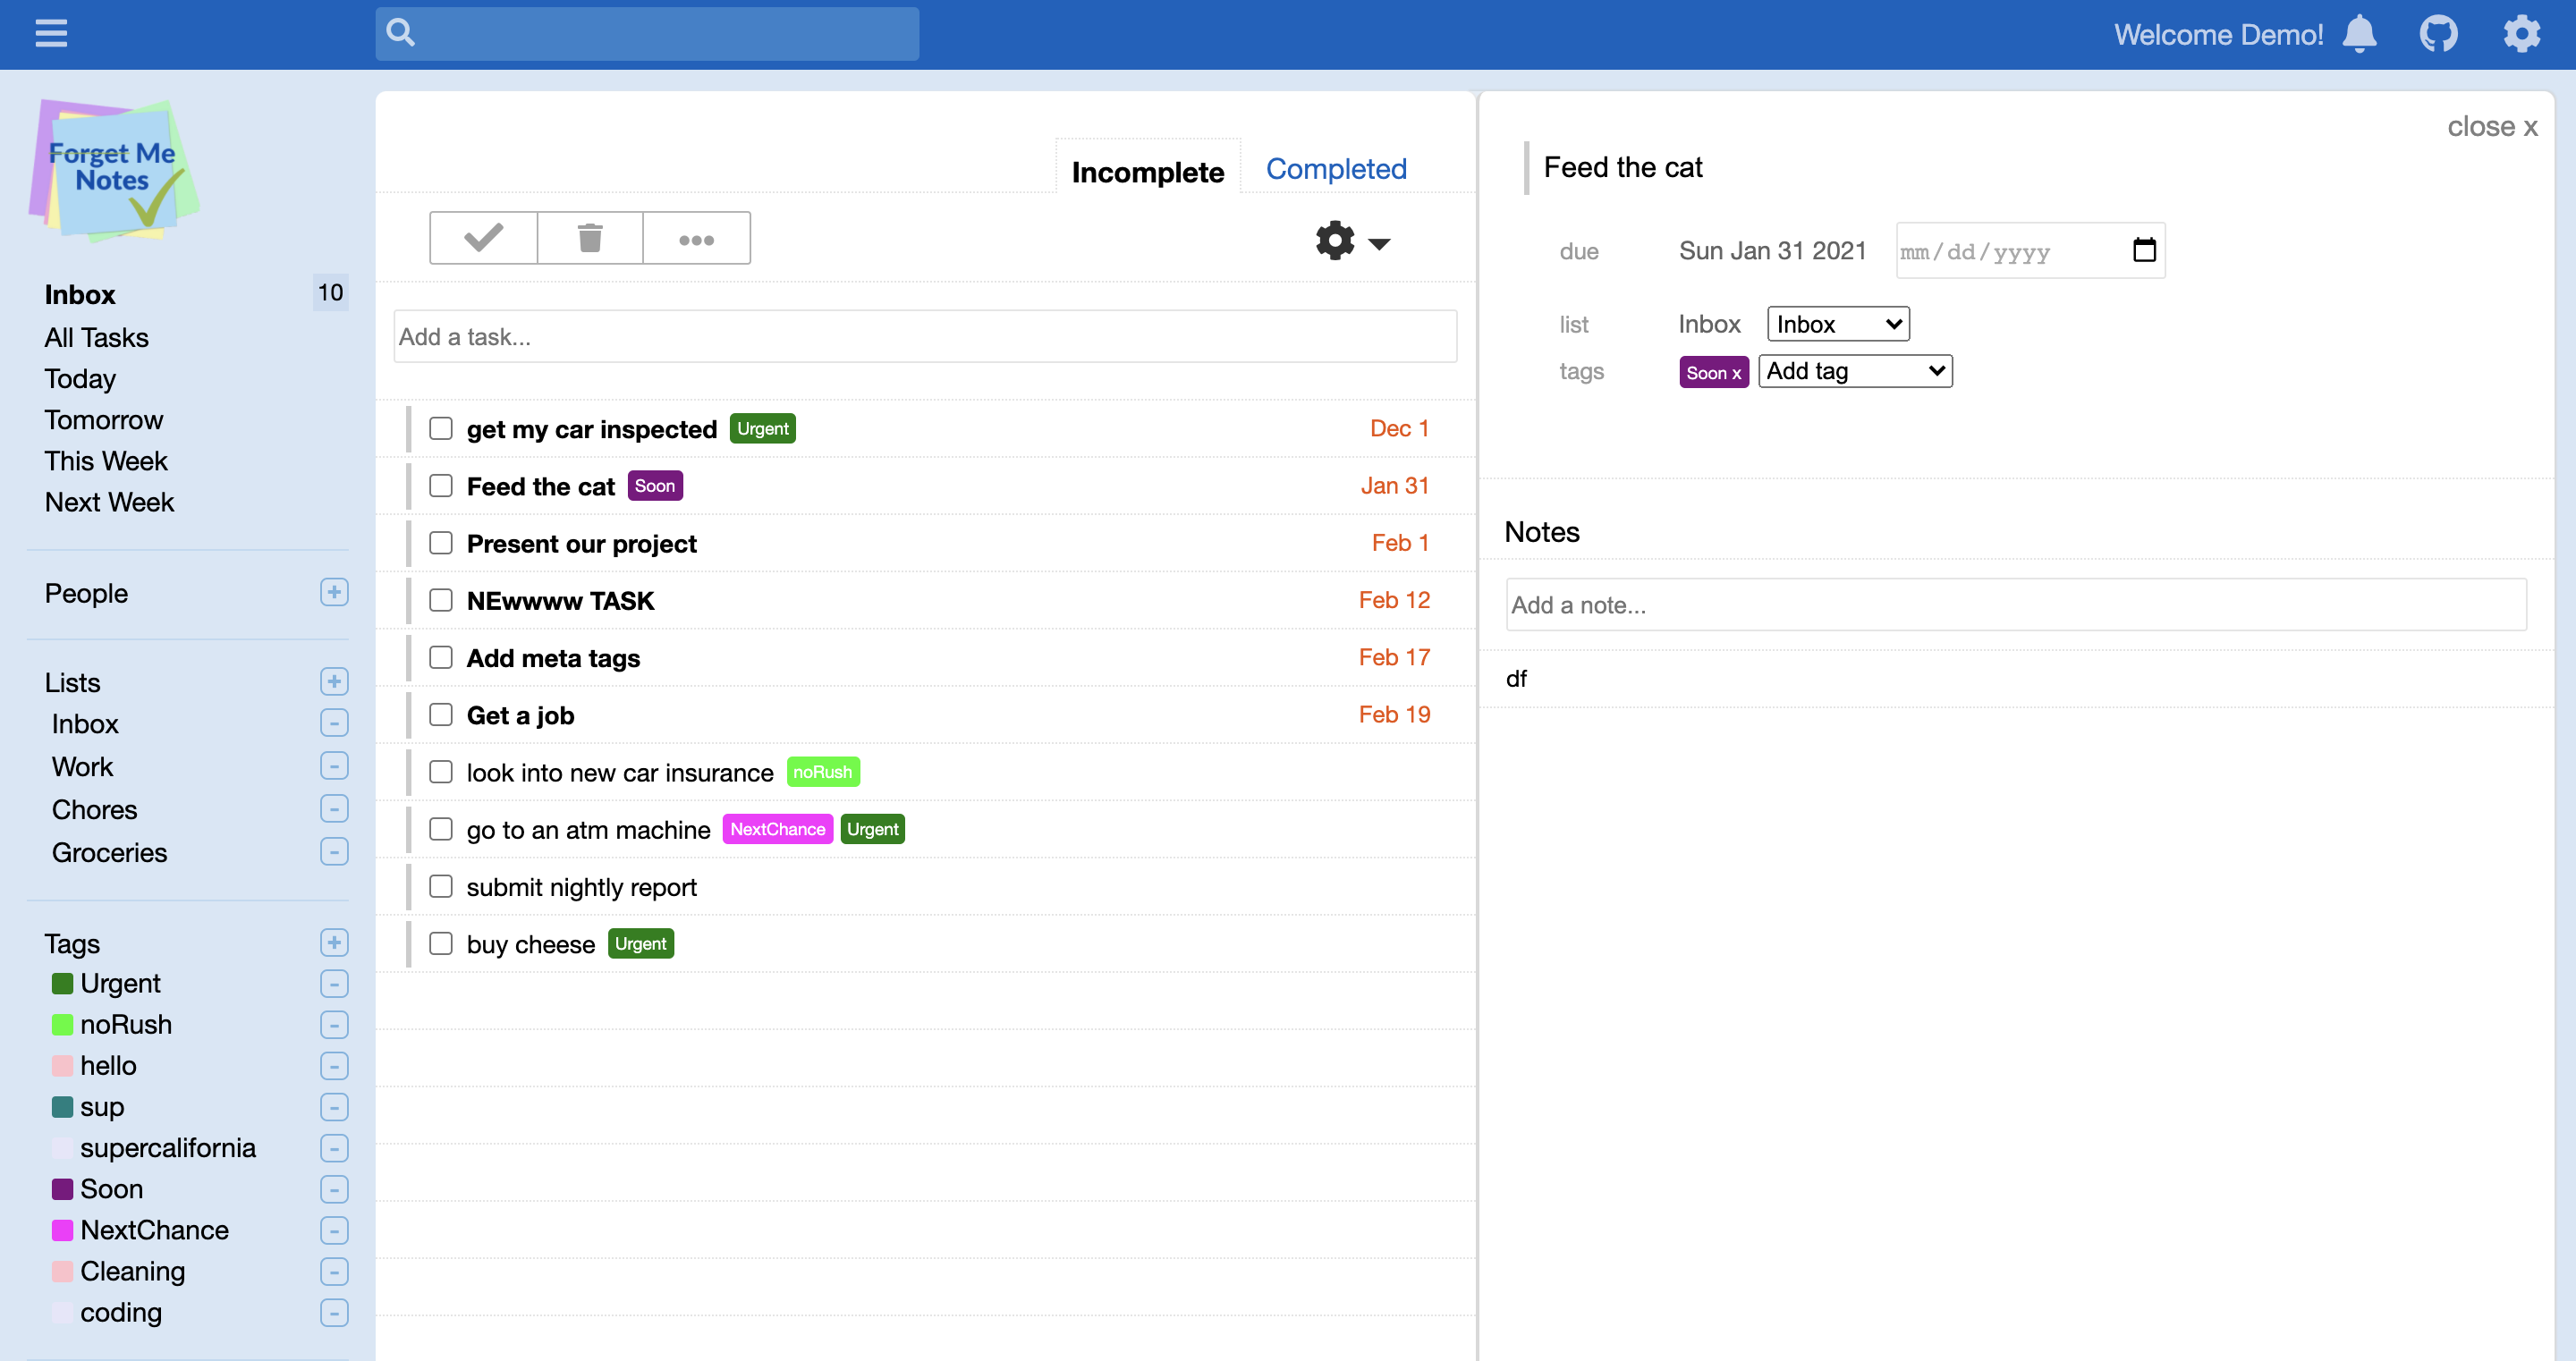 Welcome Demo!
Forget Me
Notes
Inbox 10
All Tasks
Today
Tomorrow
This Week
Next Week
People
Lists
Inbox
Work
Chores
Groceries
Tags
Urgent
noRush
hello
sup
supercalifornia
Soon
NextChance
Cleaning
coding
Incomplete Completed
Add a task...
get my car inspected Urgent Dec 1
Feed the cat Soon Jan 31
Present our project Feb 1
NEwwww TASK Feb 12
Add meta tags Feb 17
Get a job Feb 19
look into new car insurance noRush
go to an atm machine NextChance Urgent
submit nightly report
buy cheese Urgent
close x
Feed the cat
due Sun Jan 31 2021 mm/dd/yyyy
list Inbox Inbox
tags Soon x Add tag
Notes
Add a note...
df